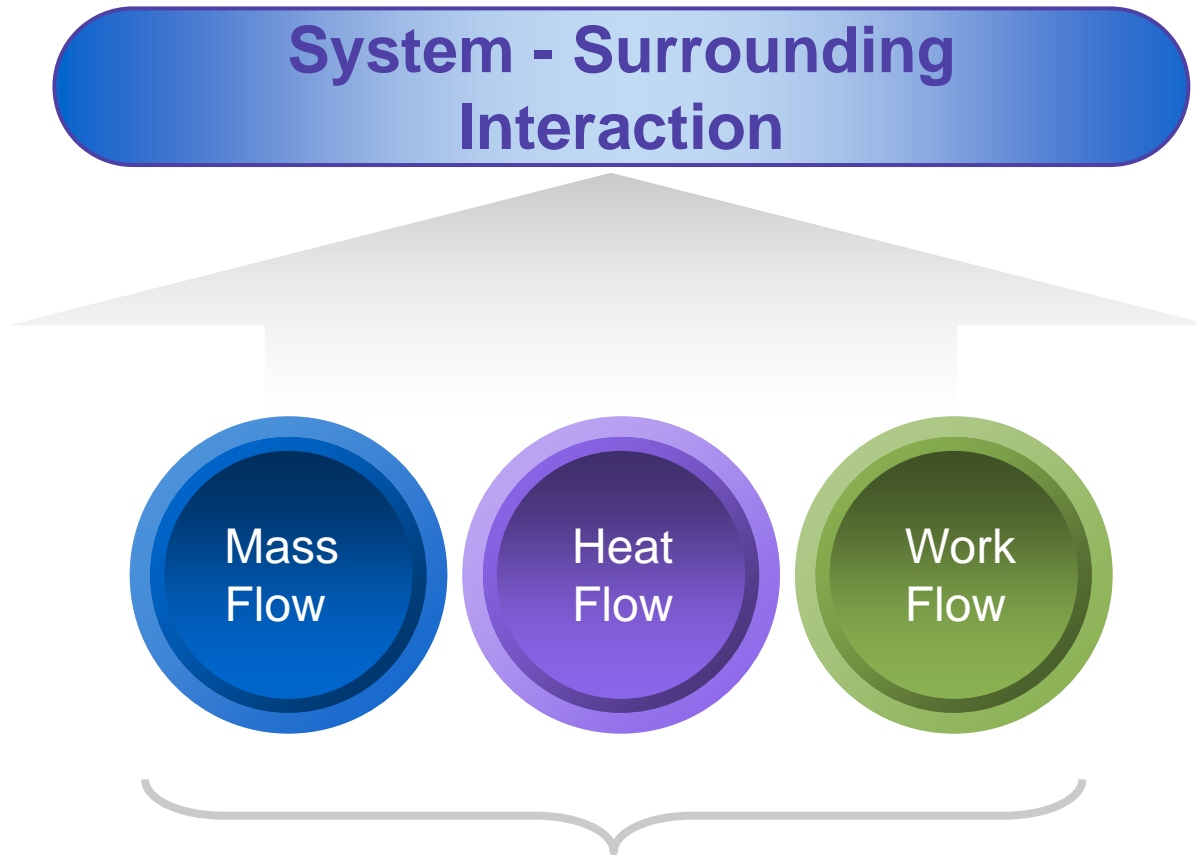 System - Surrounding
Interaction
Mass
Flow
Heat
Flow
Work
Flow